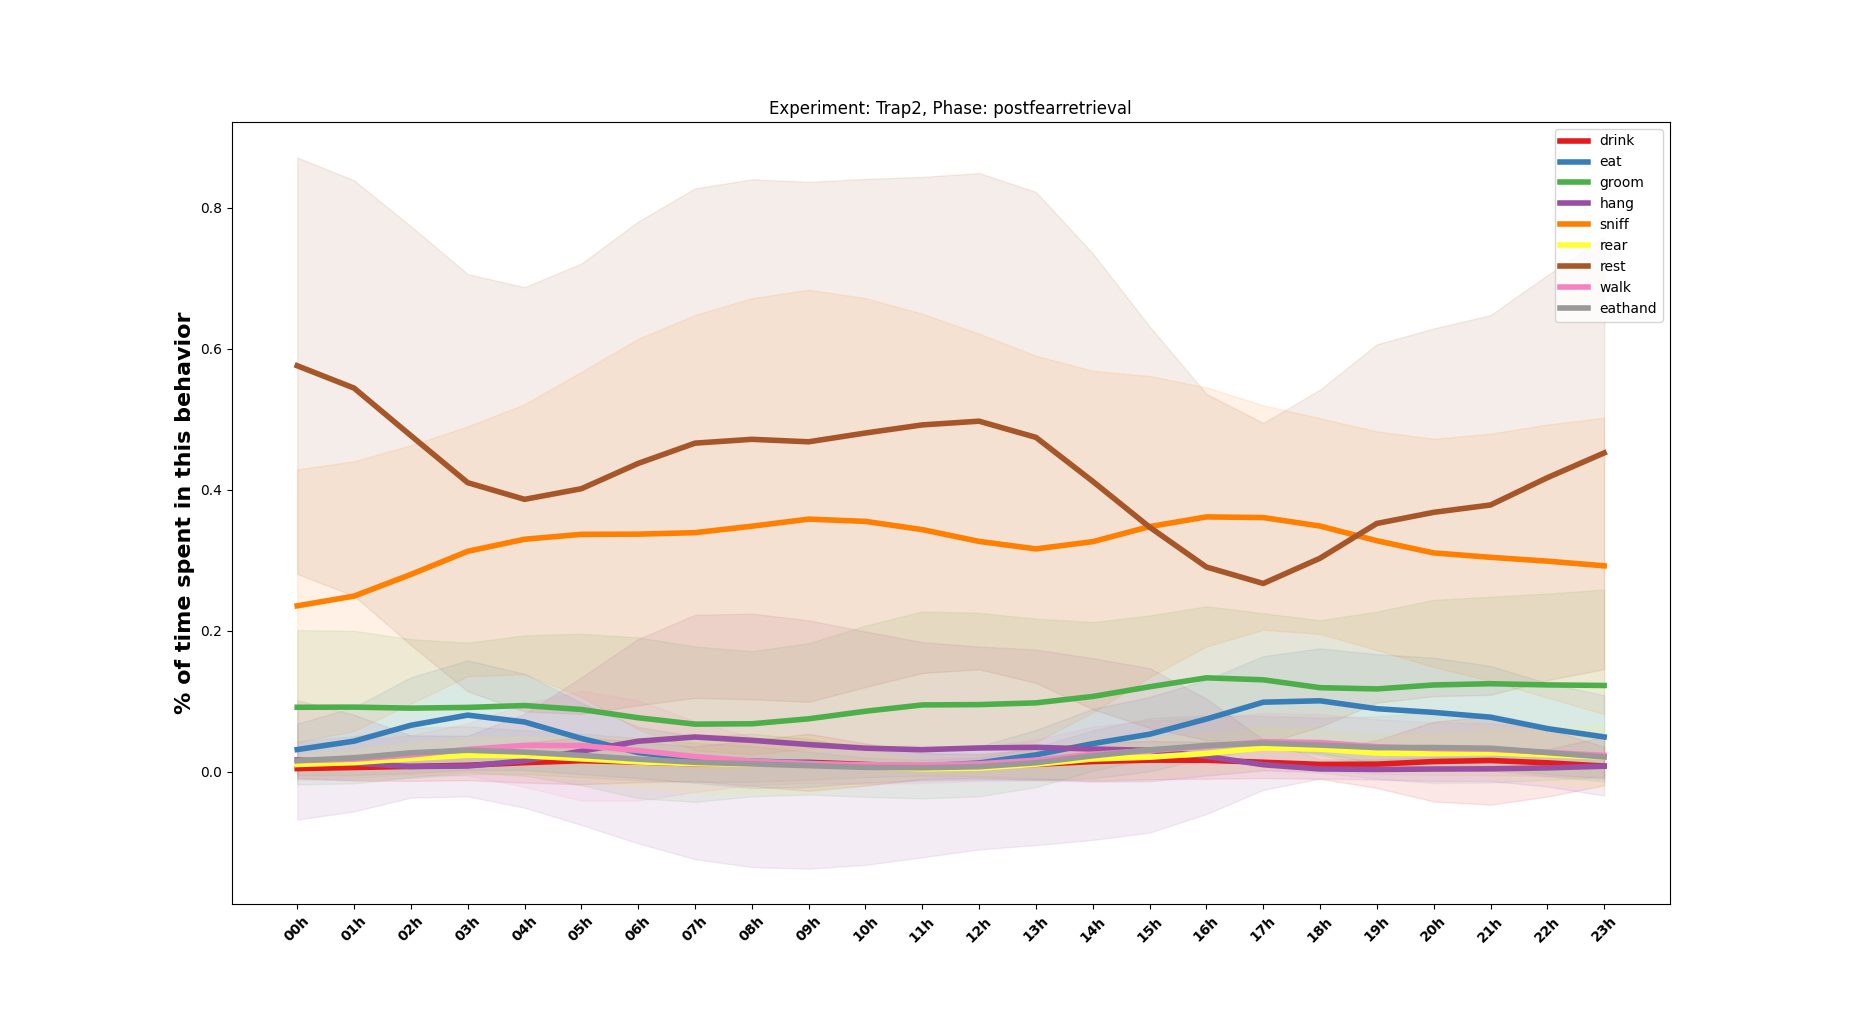 Experiment: Trap2, Phase: postfearretrieval
% of time spent in this behavior
0.8
0.6
0.4
0.2
0.0
drink
eat
groom
hang
sniff
rear
rest
walk
eathand
00h 01h 02h 03h 04h 05h 06h 07h 08h 09h 10h 11h 12h 13h 14h 15h 16h 17h 18h 19h 20h 21h 22h 23h